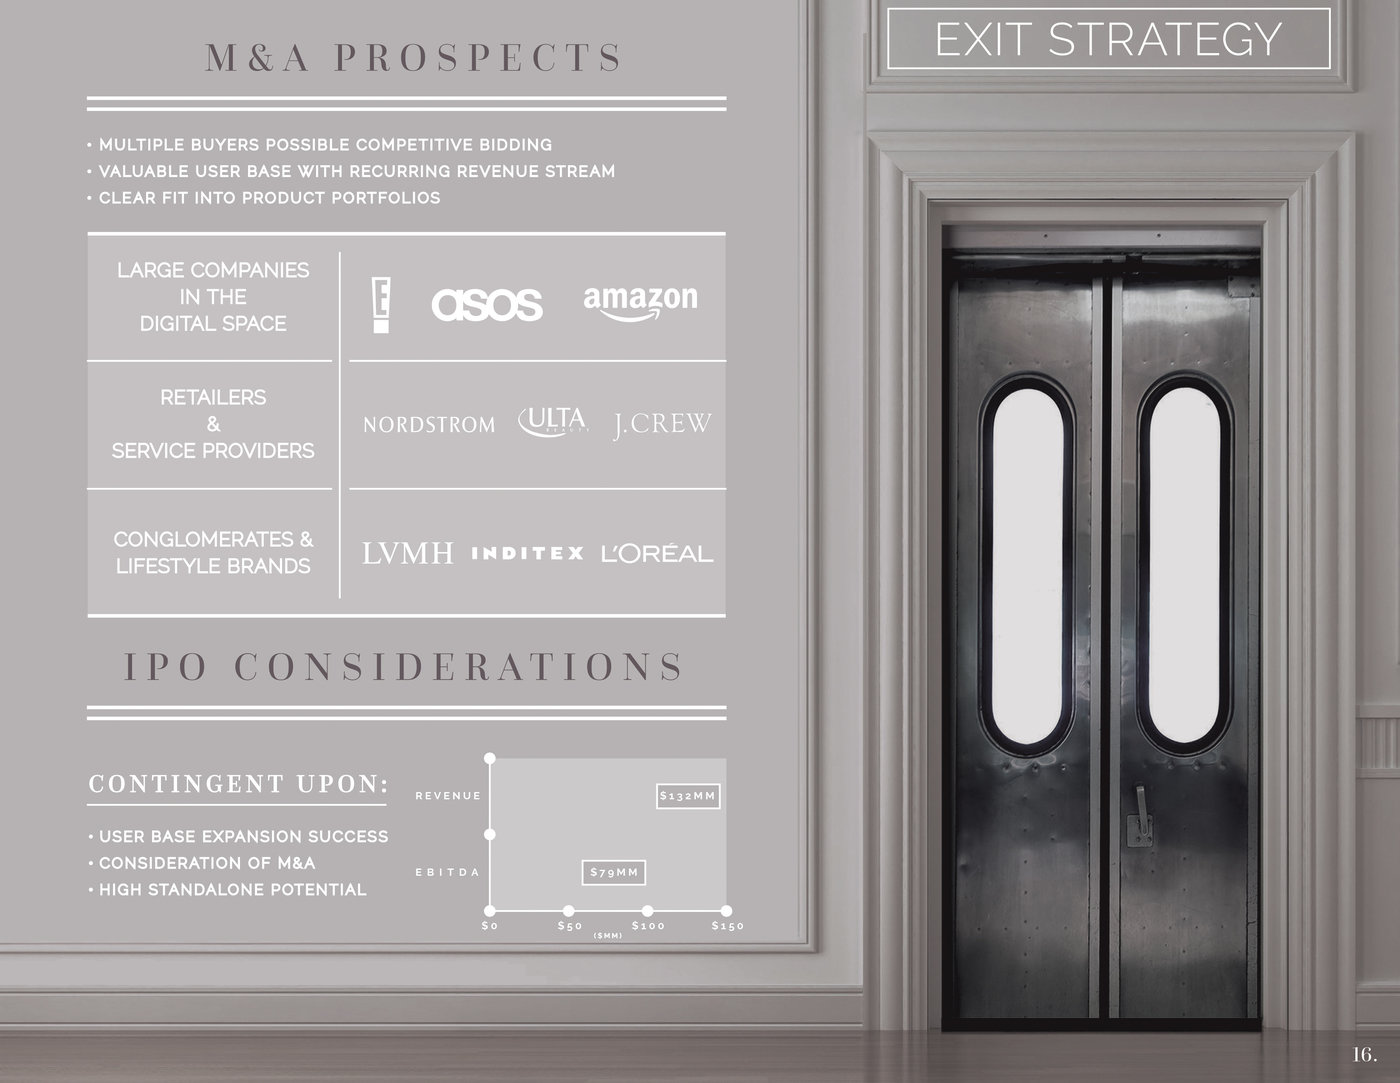 EXIT STRATEGY
M&A PROSPECTS
• MULTIPLE BUYERS POSSIBLE COMPETITIVE BIDDING
• VALUABLE USER BASE WITH RECURRING REVENUE STREAM
• CLEAR FIT INTO PRODUCT PORTFOLIOS
LARGE COMPANIES
IN THE
DIGITAL SPACE
E! asos amazon
RETAILERS
&
SERVICE PROVIDERS
NORDSTROM ULTA BEAUTY J.CREW
CONGLOMERATES &
LIFESTYLE BRANDS
LVMH INDITEX L'ORÉAL
IPO CONSIDERATIONS
CONTINGENT UPON:
• USER BASE EXPANSION SUCCESS
• CONSIDERATION OF M&A
• HIGH STANDALONE POTENTIAL
REVENUE $132MM
EBITDA $79MM
$0 $50 $100 $150
($MM)
16.